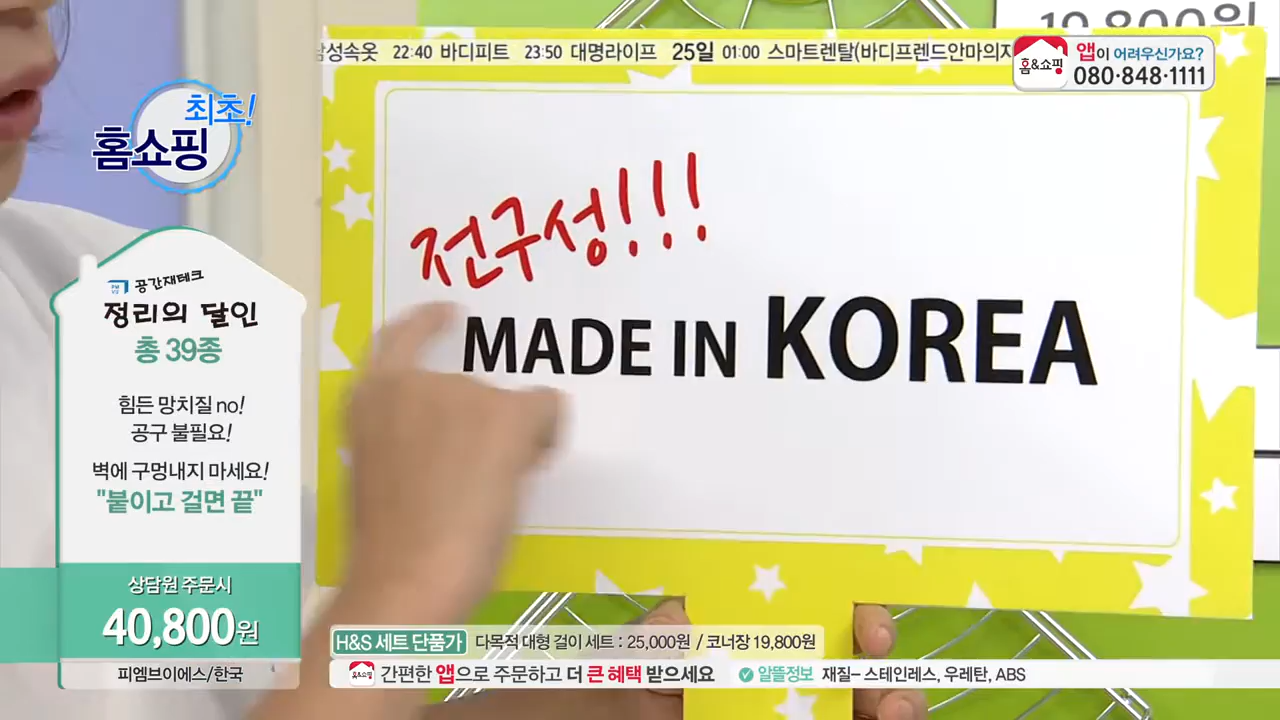 19,800원
남성속옷 22:40 바디피트 23:50 대명라이프 25일 01:00 스마트렌탈(바디프렌드안마의자
홈&쇼핑
앱이 어려우신가요?
080·848·1111
최초!
홈쇼핑
전구성!!!
MADE IN KOREA
공간재테크
정리의 달인
총 39종
힘든 망치질 no!
공구 불필요!
벽에 구멍내지 마세요!
"붙이고 걸면 끝"
상담원 주문시
40,800원
피엠브이에스/한국
H&S 세트 단품가 다목적 대형 걸이 세트 : 25,000원 / 코너장 19,800원
홈&쇼핑 간편한 앱으로 주문하고 더 큰 혜택 받으세요 알뜰정보 재질- 스테인레스, 우레탄, ABS